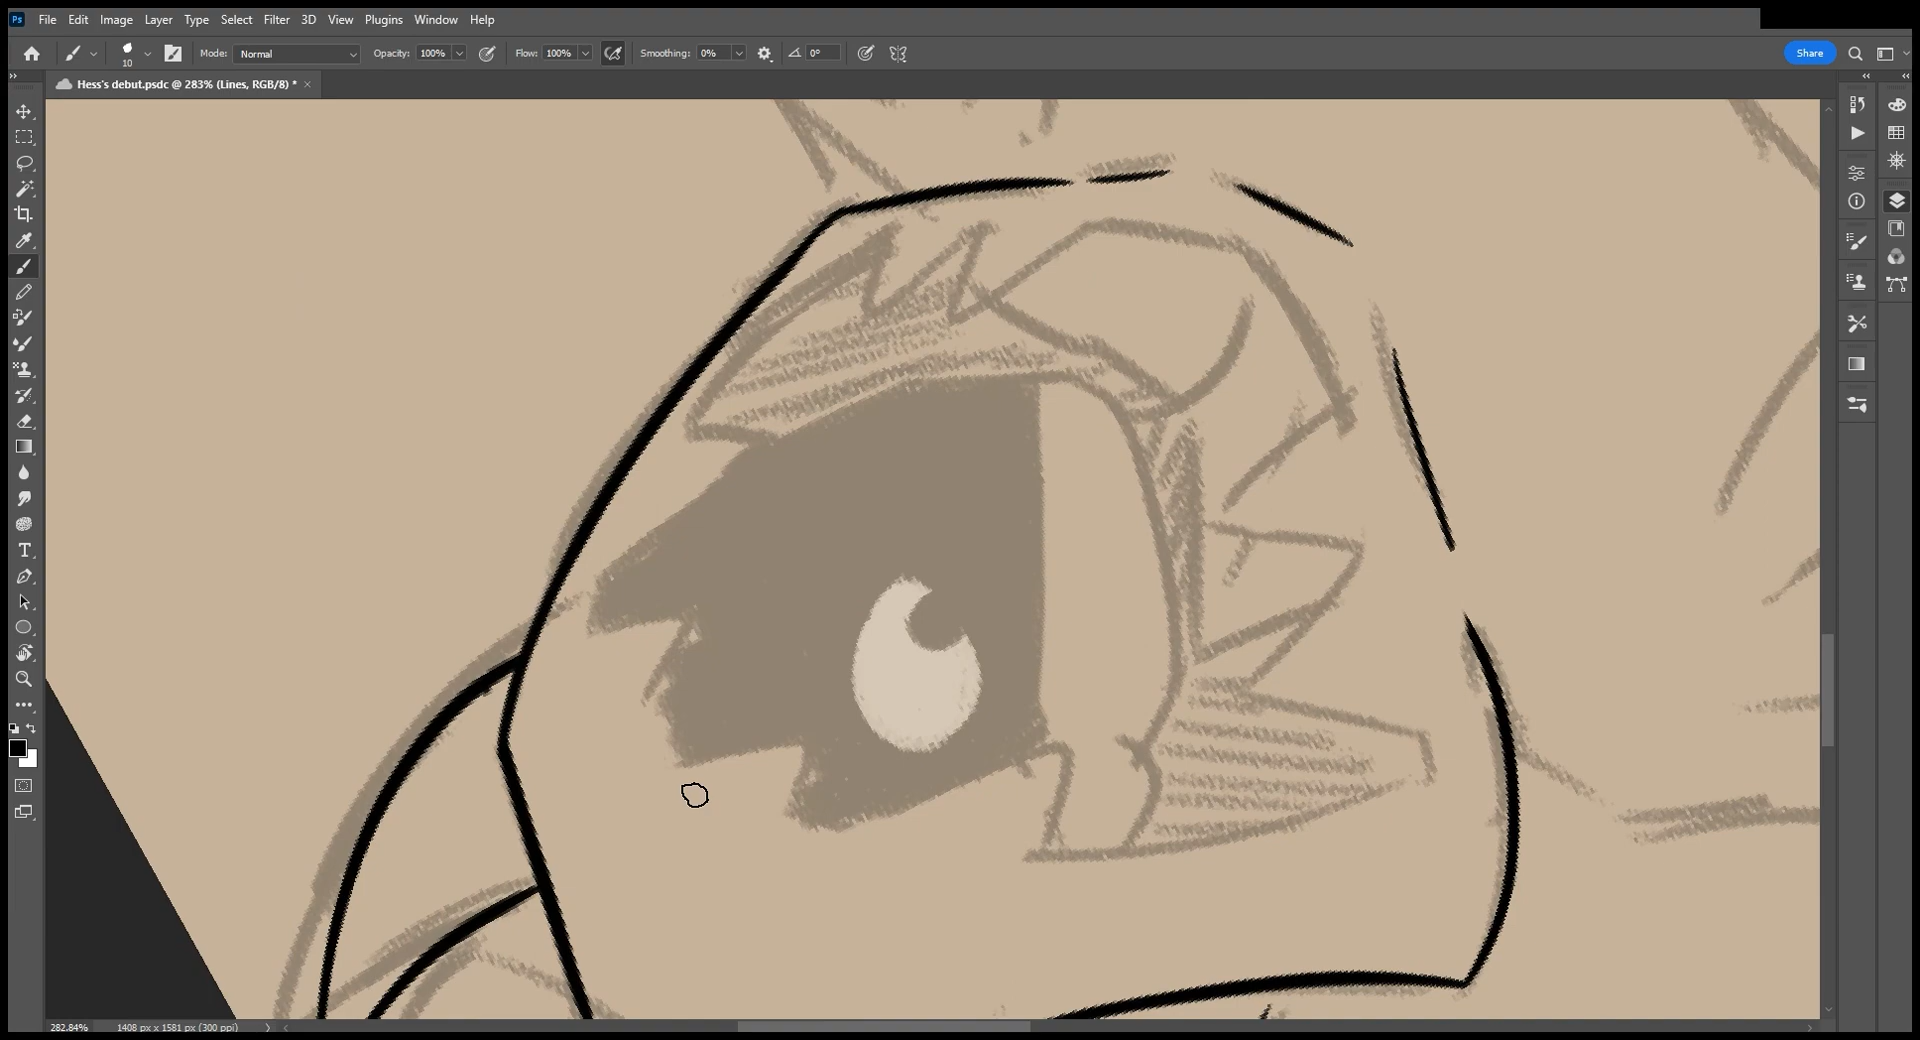 Ps File Edit Image Layer Type Select Filter 3D View Plugins Window Help
10 Mode: Normal Opacity: 100% Flow: 100% Smoothing: 0% 0° Share
Hess's debut.psdc @ 283% (Lines, RGB/8) * ×
T
282.84% 1408 px x 1581 px (300 ppi)